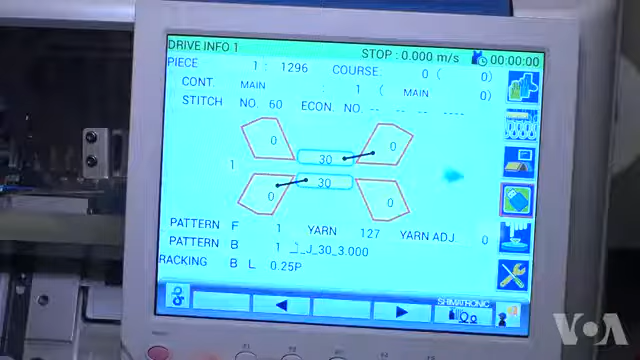 DRIVE INFO 1 STOP : 0.000 m/s 00:00:00
PIECE 1 : 1296 COURSE: 0 ( 0)
CONT. MAIN : 1 ( MAIN 0)
STITCH NO. 60 ECON. NO. -- -- -- ----
0 0
30
1
30
0 0
PATTERN F 1 YARN 127 YARN ADJ. 0
PATTERN B 1 _J_30_3.000
RACKING B L 0.25P
SHIMATRONIC
VOA